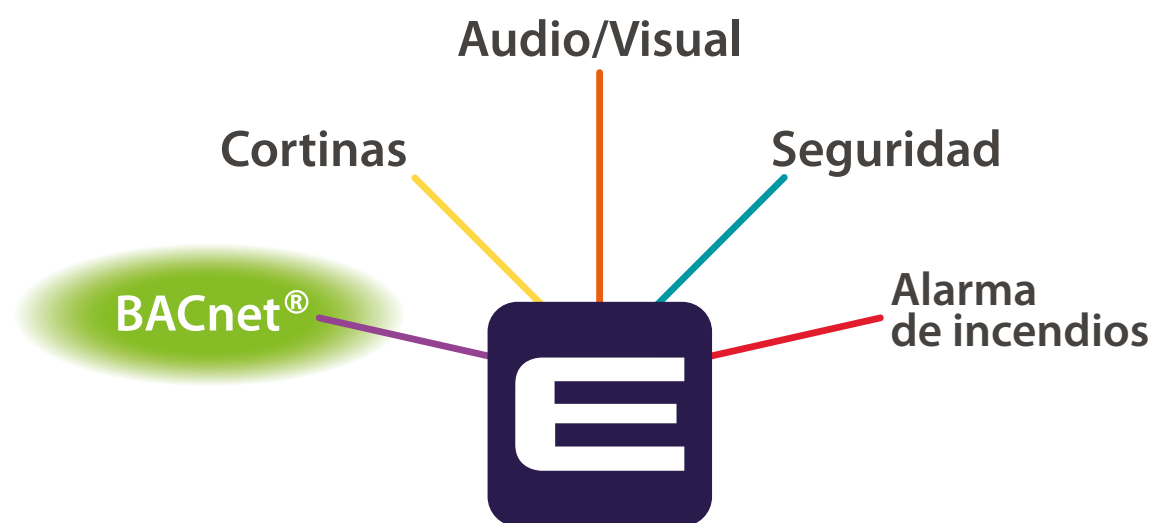 Audio/Visual
Cortinas
Seguridad
BACnet®
Alarma
de incendios
E